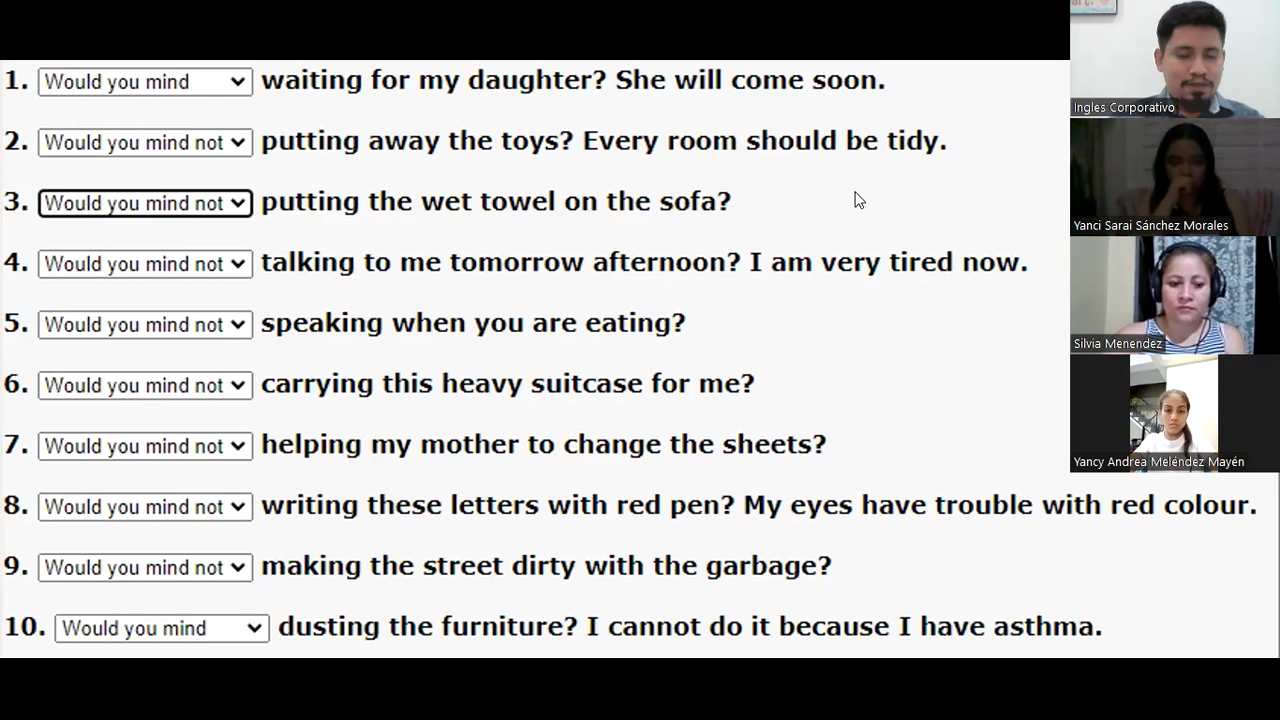 1. Would you mind waiting for my daughter? She will come soon.
2. Would you mind not putting away the toys? Every room should be tidy.
3. Would you mind not putting the wet towel on the sofa?
4. Would you mind not talking to me tomorrow afternoon? I am very tired now.
5. Would you mind not speaking when you are eating?
6. Would you mind not carrying this heavy suitcase for me?
7. Would you mind not helping my mother to change the sheets?
8. Would you mind not writing these letters with red pen? My eyes have trouble with red colour.
9. Would you mind not making the street dirty with the garbage?
10. Would you mind dusting the furniture? I cannot do it because I have asthma.
Ingles Corporativo
Yanci Sarai Sánchez Morales
Silvia Menendez
Yancy Andrea Meléndez Mayén